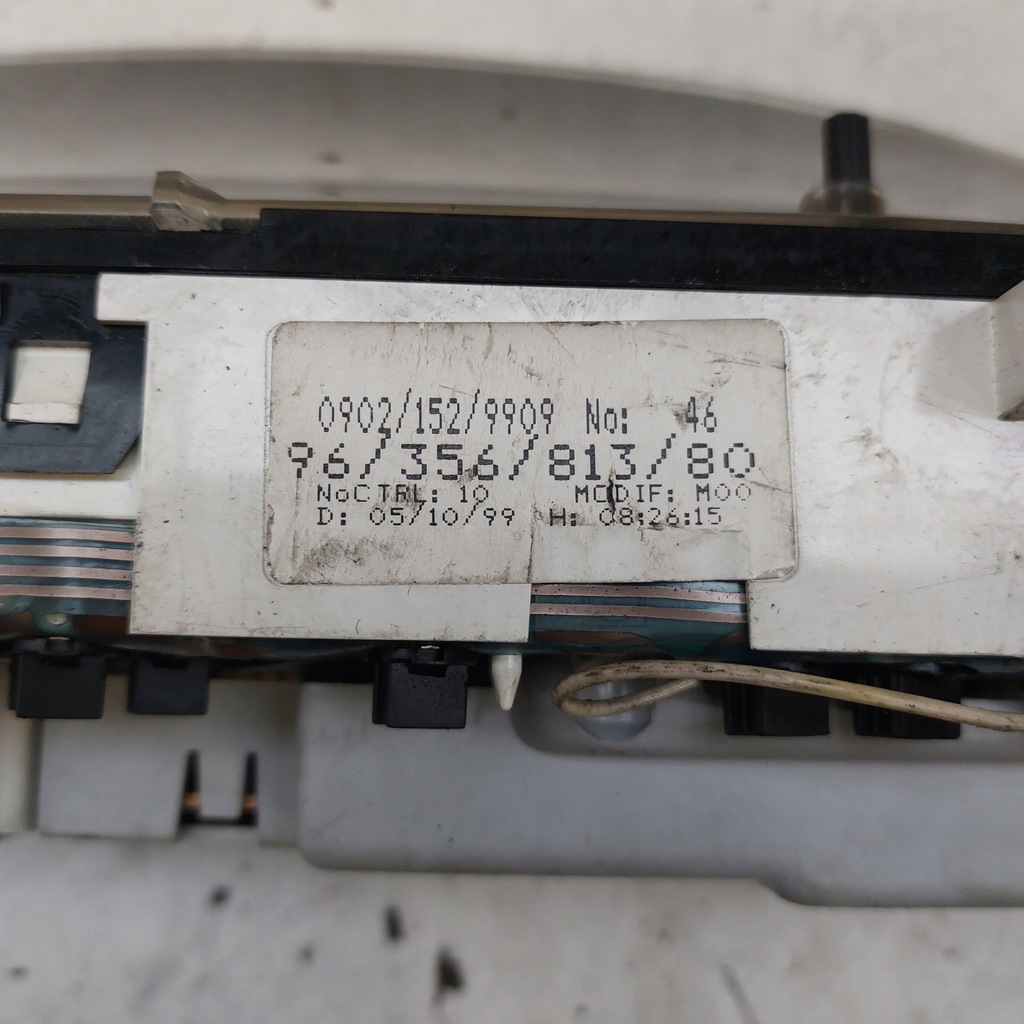 0902/152/9909 No: 46
96/356/813/80
NoCTRL: 10 MODIF: M00
D: 05/10/99 H: 08:26:15